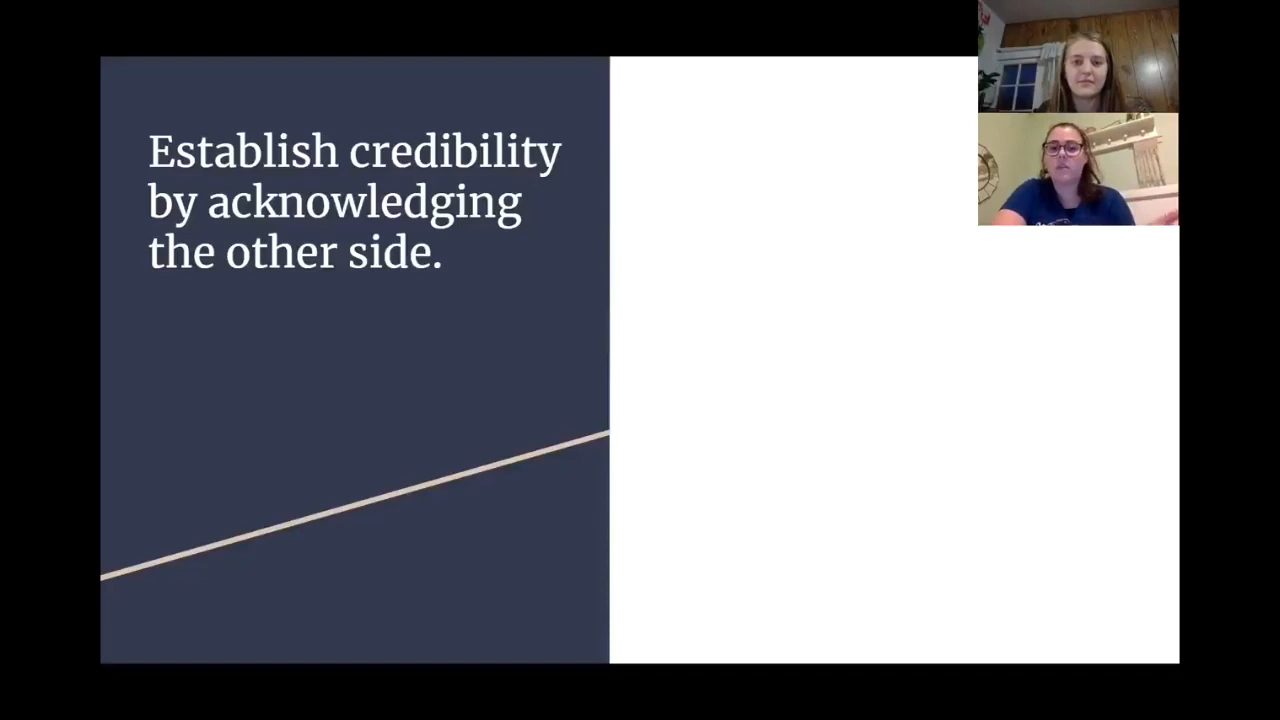 Establish credibility
by acknowledging
the other side.